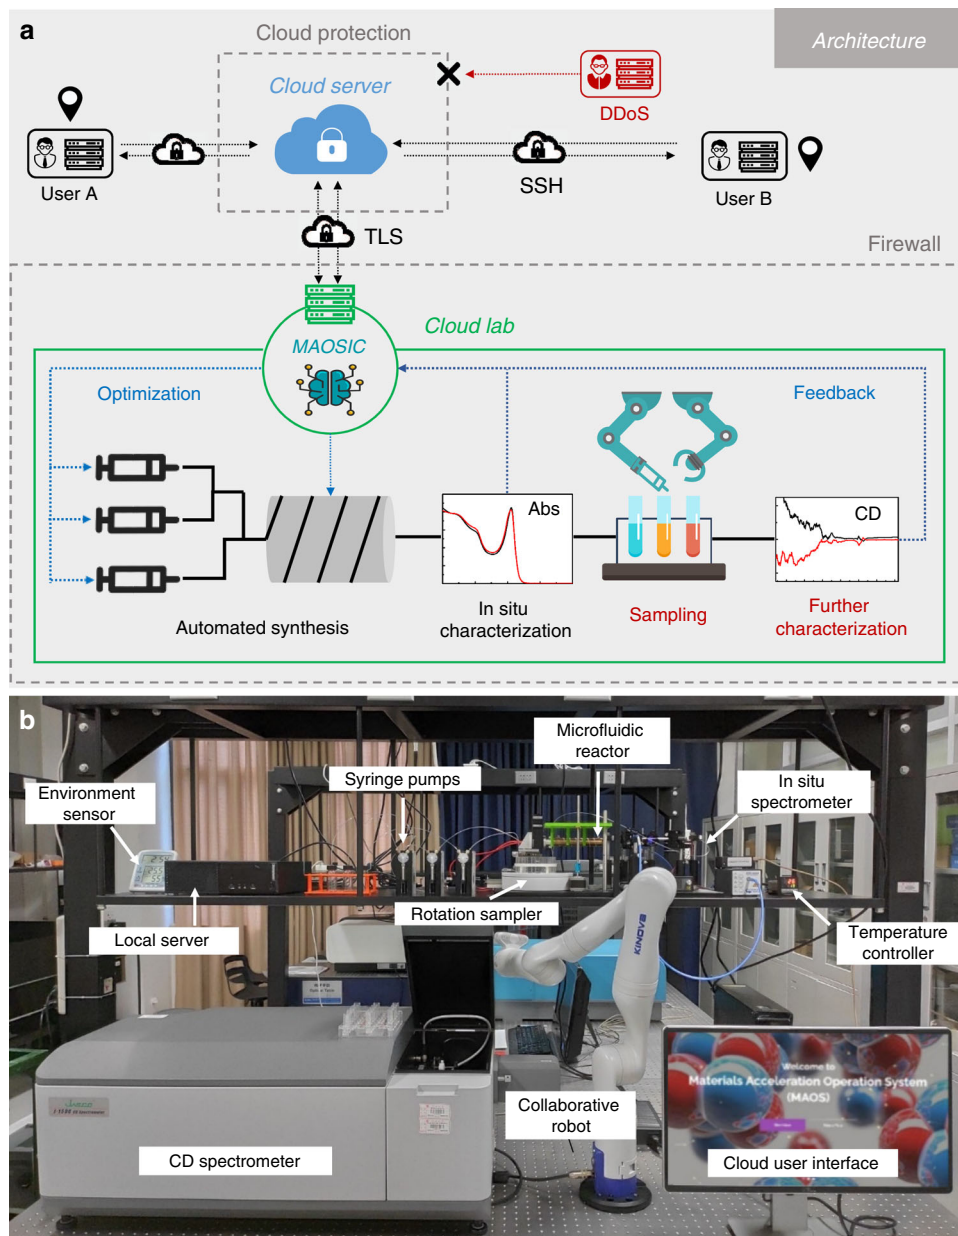 a
Cloud protection
Architecture
Cloud server
DDoS
User A
SSH
User B
TLS
Firewall
Cloud lab
MAOSIC
Optimization
Feedback
Abs
CD
Automated synthesis
In situ
characterization
Sampling
Further
characterization
b
Microfluidic
reactor
Syringe pumps
In situ
spectrometer
Environment
sensor
Rotation sampler
Local server
Temperature
controller
KINOVA
Collaborative
robot
CD spectrometer
Welcome to
Materials Acceleration Operation System
(MAOS)
Cloud user interface